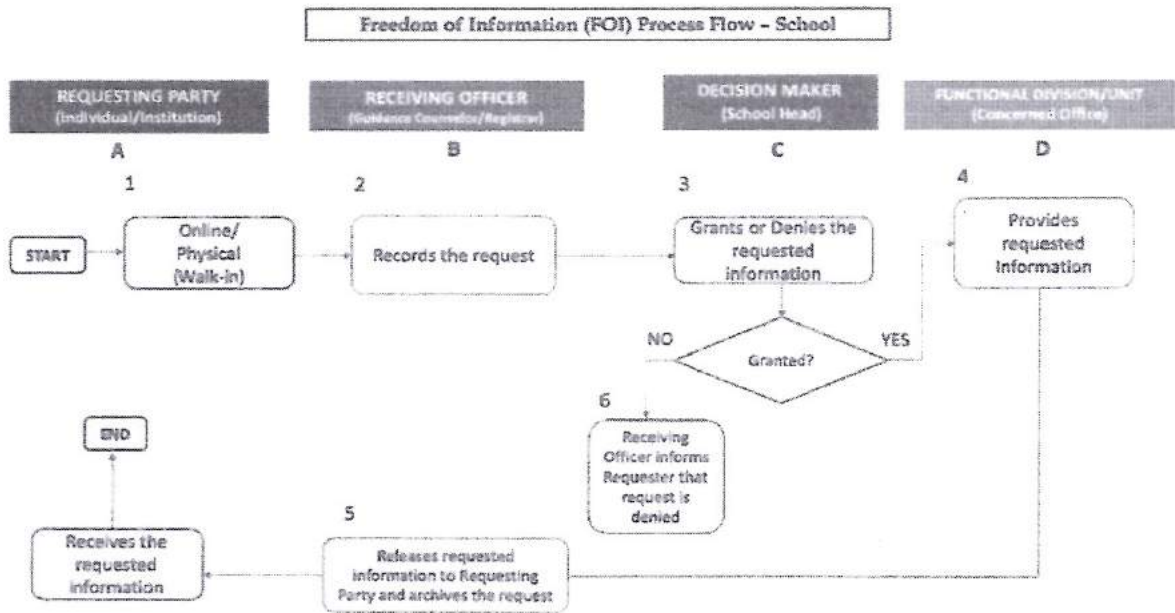 Freedom of Information (FOI) Process Flow – School
REQUESTING PARTY
(Individual/Institution)
RECEIVING OFFICER
(Guidance Counselor/Registrar)
DECISION MAKER
(School Head)
FUNCTIONAL DIVISION/UNIT
(Concerned Office)
A
B
C
D
1
2
3
4
START
Online/
Physical
(Walk-in)
Records the request
Grants or Denies the
requested
information
Provides
requested
Information
NO
Granted?
YES
6
Receiving
Officer informs
Requester that
request is
denied
END
5
Receives the
requested
information
Releases requested
information to Requesting
Party and archives the request